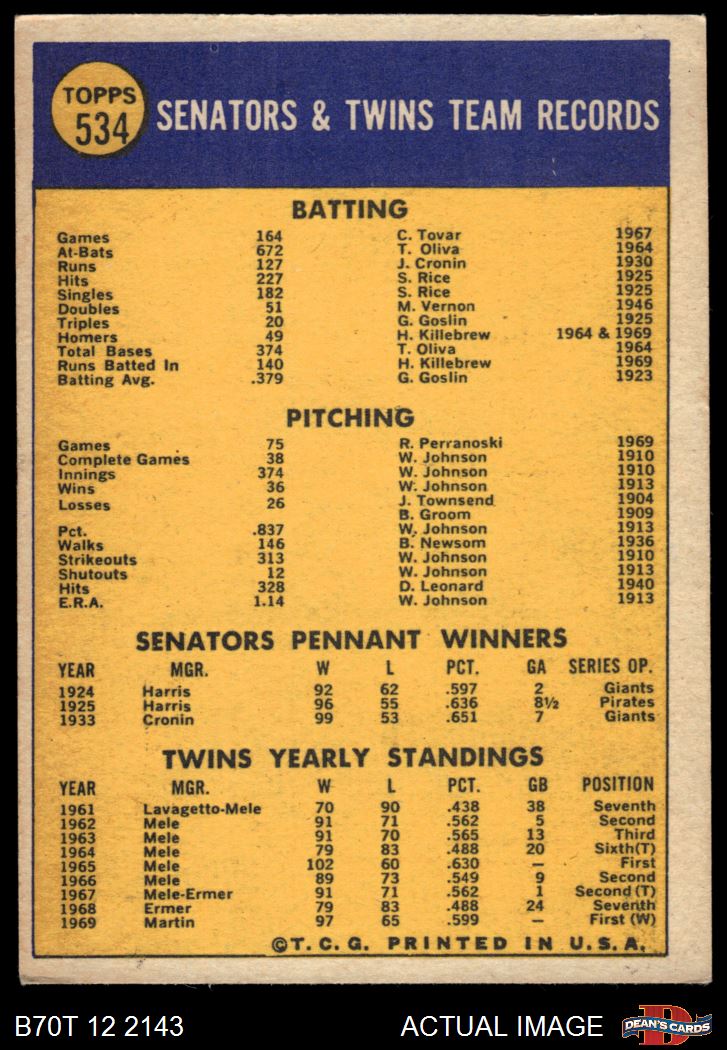 TOPPS
534
SENATORS & TWINS TEAM RECORDS
BATTING
Games 164 C. Tovar 1967
At-Bats 672 T. Oliva 1964
Runs 127 J. Cronin 1930
Hits 227 S. Rice 1925
Singles 182 S. Rice 1925
Doubles 51 M. Vernon 1946
Triples 20 G. Goslin 1925
Homers 49 H. Killebrew 1964 & 1969
Total Bases 374 T. Oliva 1964
Runs Batted In 140 H. Killebrew 1969
Batting Avg. .379 G. Goslin 1923
PITCHING
Games 75 R. Perranoski 1969
Complete Games 38 W. Johnson 1910
Innings 374 W. Johnson 1910
Wins 36 W. Johnson 1913
Losses 26 J. Townsend 1904
B. Groom 1909
Pct. .837 W. Johnson 1913
Walks 146 B. Newsom 1936
Strikeouts 313 W. Johnson 1910
Shutouts 12 W. Johnson 1913
Hits 328 D. Leonard 1940
E.R.A. 1.14 W. Johnson 1913
SENATORS PENNANT WINNERS
YEAR MGR. W L PCT. GA SERIES OP.
1924 Harris 92 62 .597 2 Giants
1925 Harris 96 55 .636 8½ Pirates
1933 Cronin 99 53 .651 7 Giants
TWINS YEARLY STANDINGS
YEAR MGR. W L PCT. GB POSITION
1961 Lavagetto-Mele 70 90 .438 38 Seventh
1962 Mele 91 71 .562 5 Second
1963 Mele 91 70 .565 13 Third
1964 Mele 79 83 .488 20 Sixth(T)
1965 Mele 102 60 .630 — First
1966 Mele 89 73 .549 9 Second
1967 Mele-Ermer 91 71 .562 1 Second (T)
1968 Ermer 79 83 .488 24 Seventh
1969 Martin 97 65 .599 — First (W)
©T. C. G. PRINTED IN U.S.A.
B70T 12 2143 ACTUAL IMAGE
D
DEAN'S CARDS